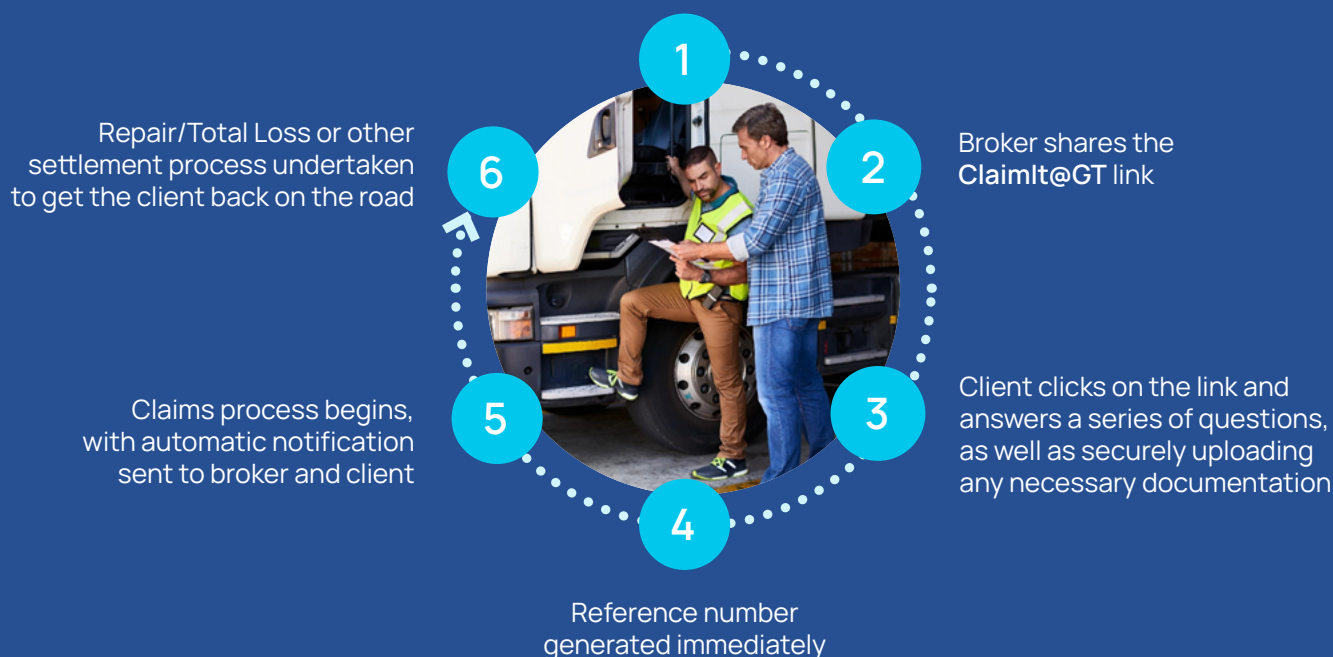 1
2
Broker shares the
ClaimIt@GT link
3
Client clicks on the link and
answers a series of questions,
as well as securely uploading
any necessary documentation
4
Reference number
generated immediately
5
Claims process begins,
with automatic notification
sent to broker and client
6
Repair/Total Loss or other
settlement process undertaken
to get the client back on the road